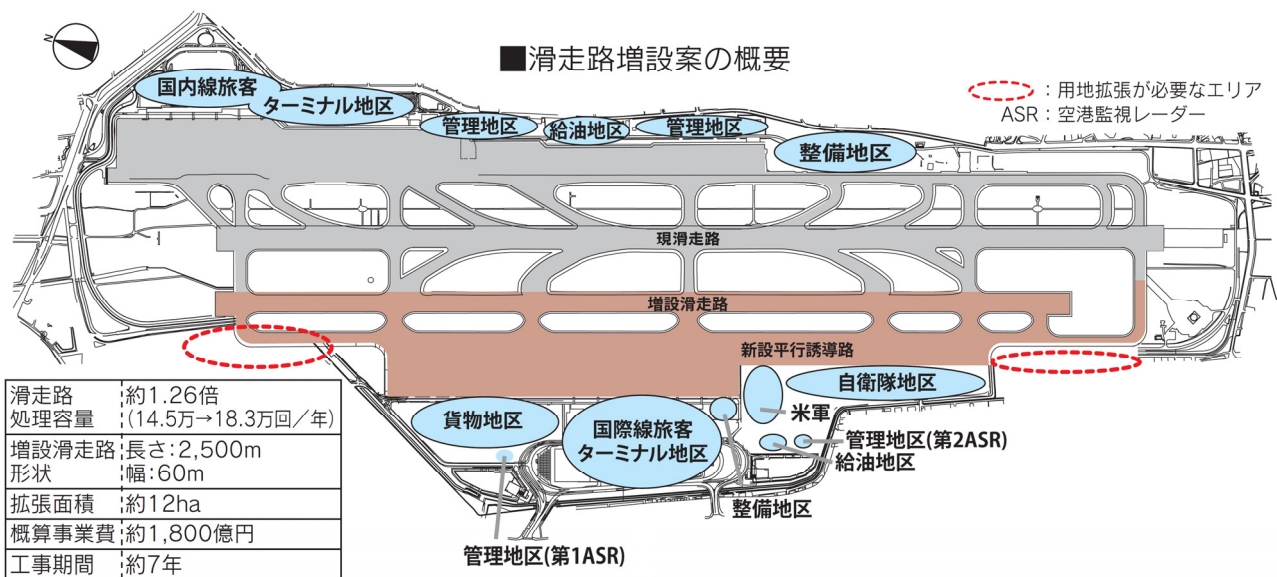 N
■滑走路増設案の概要
：用地拡張が必要なエリア
ASR：空港監視レーダー
国内線旅客
ターミナル地区
管理地区
給油地区
管理地区
整備地区
現滑走路
増設滑走路
新設平行誘導路
自衛隊地区
米軍
貨物地区
国際線旅客
ターミナル地区
管理地区(第2ASR)
給油地区
整備地区
管理地区(第1ASR)
滑走路 約1.26倍
処理容量 (14.5万→18.3万回／年)
増設滑走路 長さ：2,500m
形状 幅：60m
拡張面積 約12ha
概算事業費 約1,800億円
工事期間 約7年